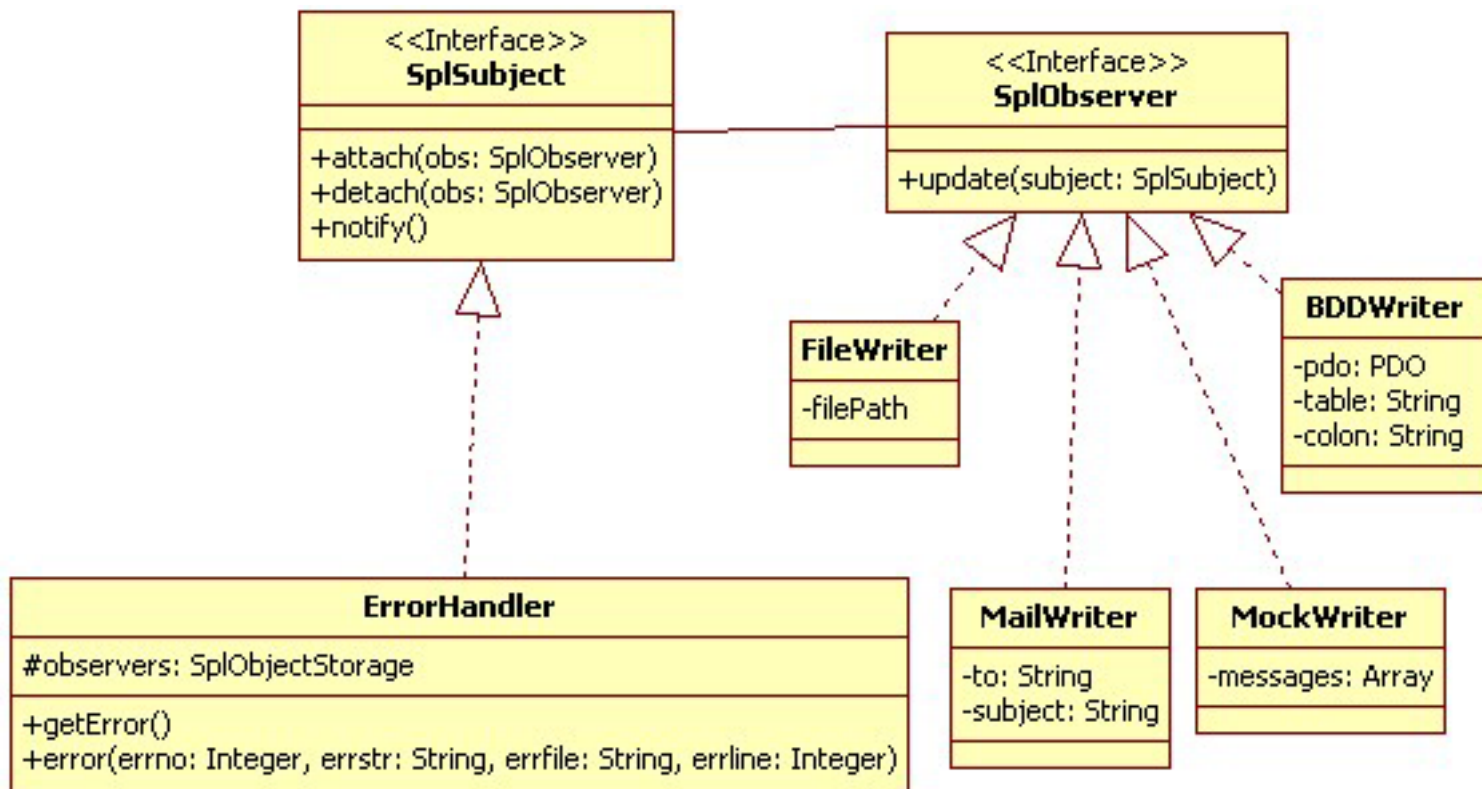 <<Interface>>
SplSubject
+attach(obs: SplObserver)
+detach(obs: SplObserver)
+notify()
<<Interface>>
SplObserver
+update(subject: SplSubject)
FileWriter
-filePath
BDDWriter
-pdo: PDO
-table: String
-colon: String
ErrorHandler
#observers: SplObjectStorage
+getError()
+error(errno: Integer, errstr: String, errfile: String, errline: Integer)
MailWriter
-to: String
-subject: String
MockWriter
-messages: Array